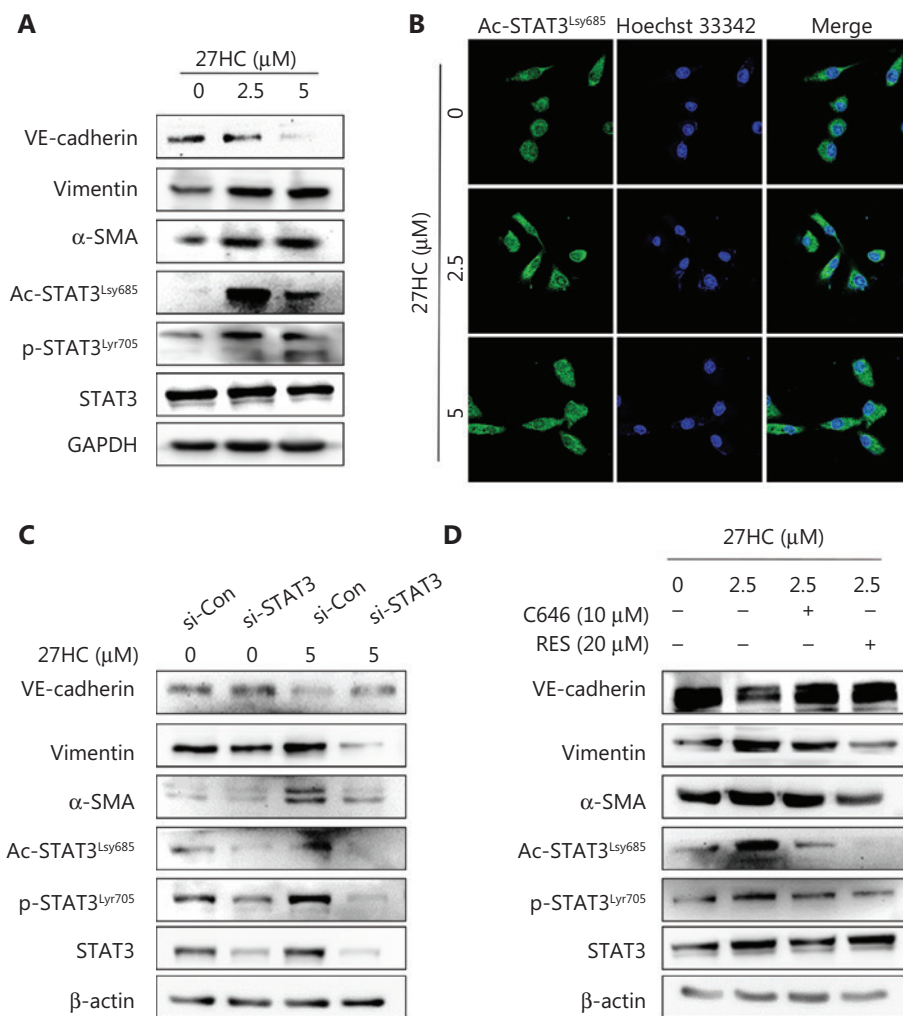 A
27HC (μM)
0 2.5 5
VE-cadherin
Vimentin
α-SMA
Ac-STAT3Lsy685
p-STAT3Lyr705
STAT3
GAPDH
B
Ac-STAT3Lsy685 Hoechst 33342 Merge
27HC (μM)
0
2.5
5
C
si-Con si-STAT3 si-Con si-STAT3
27HC (μM) 0 0 5 5
VE-cadherin
Vimentin
α-SMA
Ac-STAT3Lsy685
p-STAT3Lyr705
STAT3
β-actin
D
27HC (μM)
0 2.5 2.5 2.5
C646 (10 μM) – – + –
RES (20 μM) – – – +
VE-cadherin
Vimentin
α-SMA
Ac-STAT3Lsy685
p-STAT3Lyr705
STAT3
β-actin